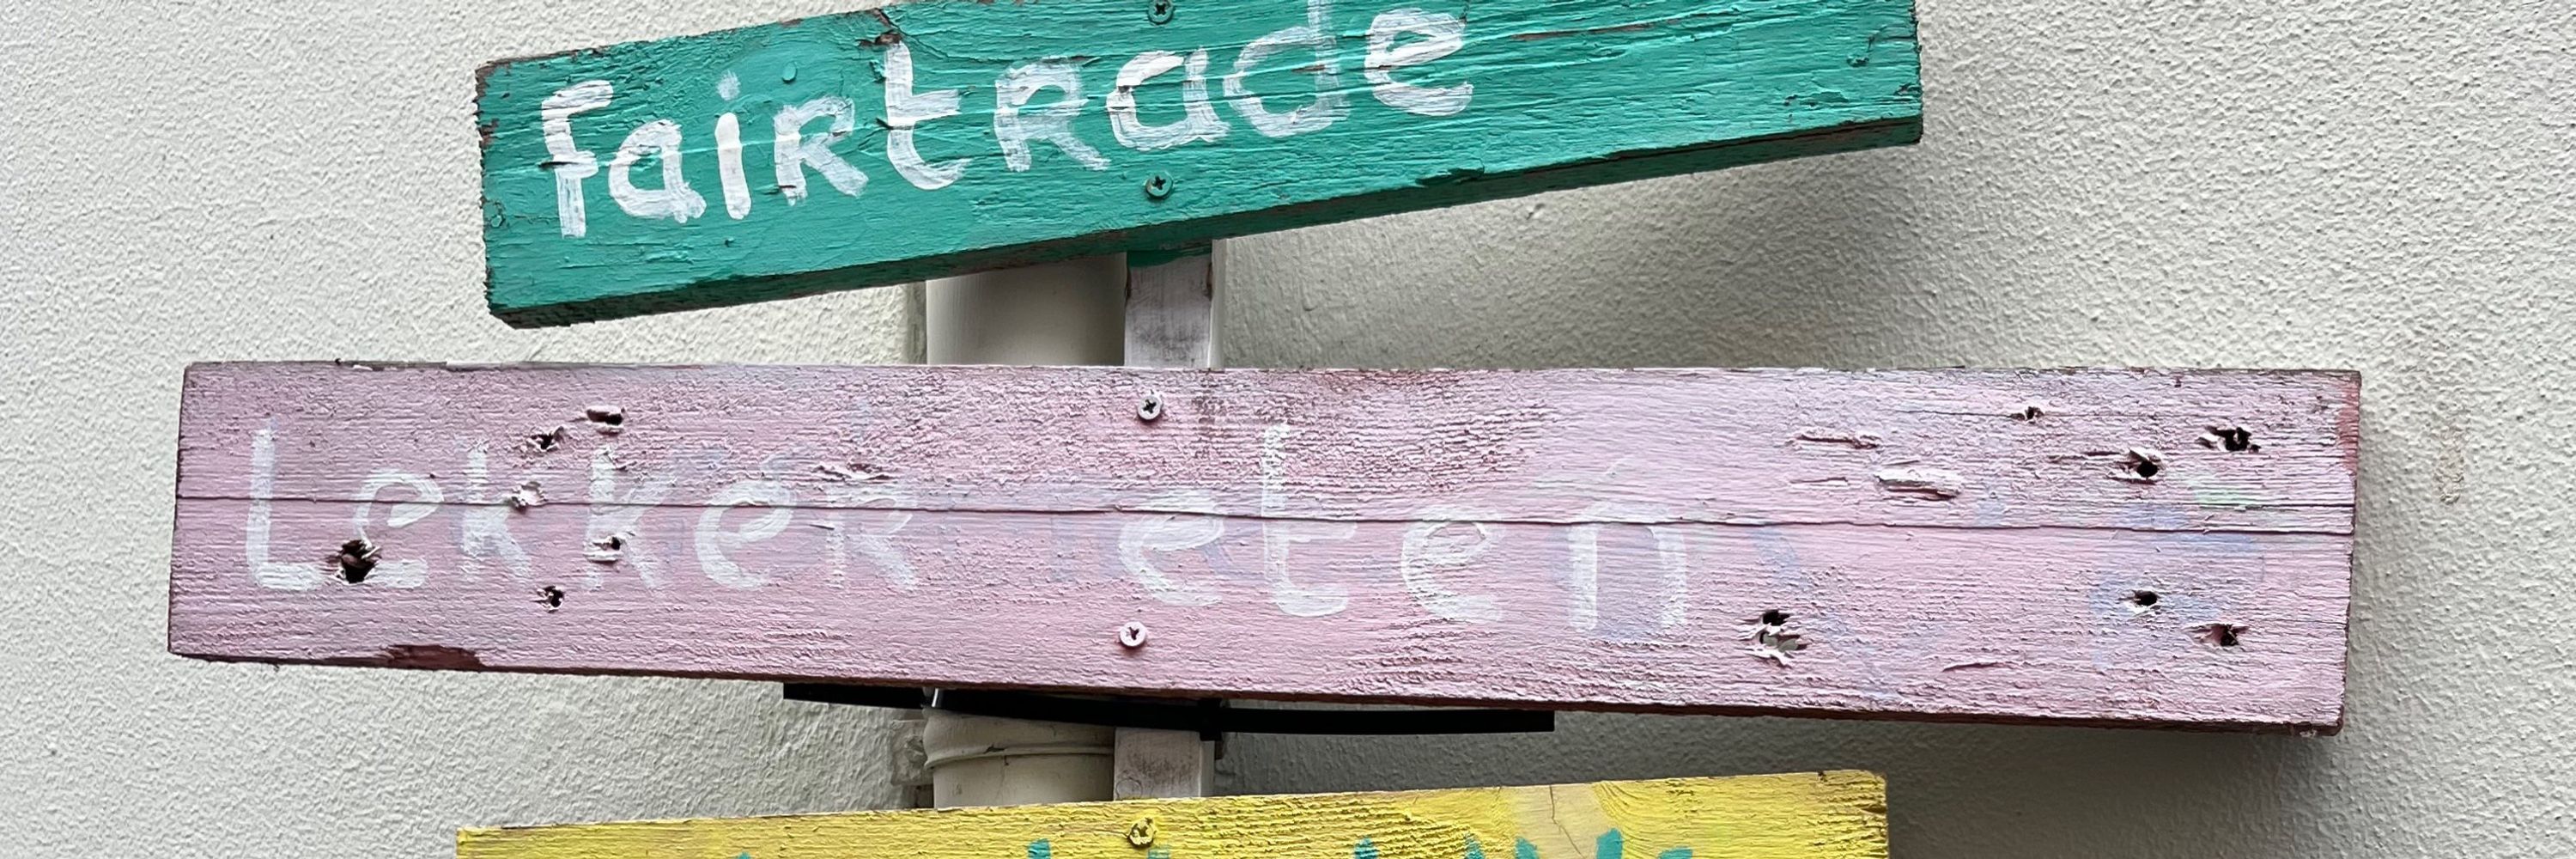 fairtrade
Lekker eten